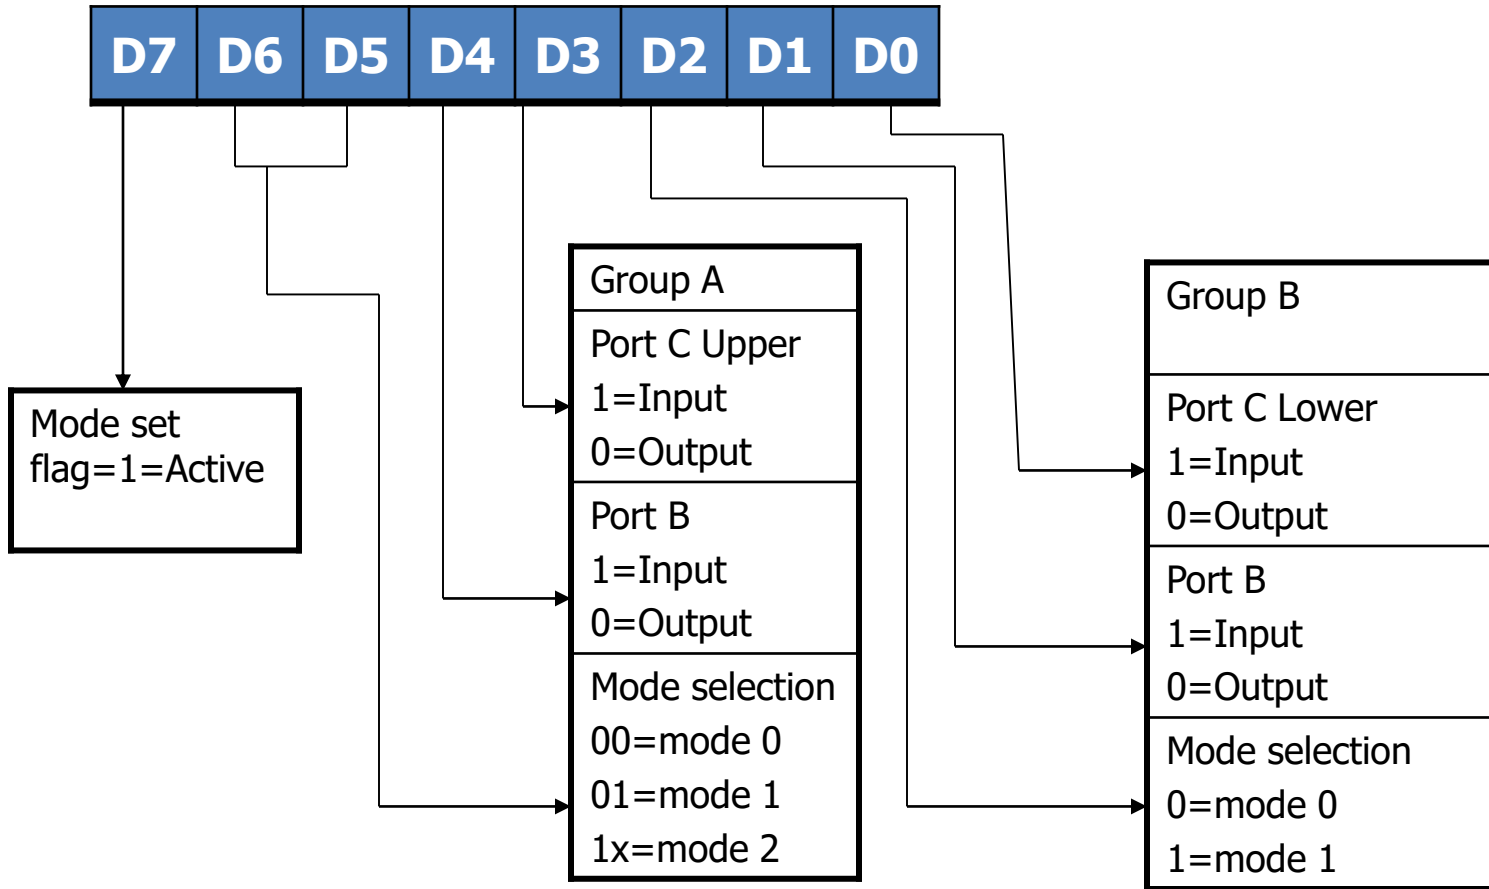 D7 D6 D5 D4 D3 D2 D1 D0
Mode set
flag=1=Active
Group A
Port C Upper
1=Input
0=Output
Port B
1=Input
0=Output
Mode selection
00=mode 0
01=mode 1
1x=mode 2
Group B
Port C Lower
1=Input
0=Output
Port B
1=Input
0=Output
Mode selection
0=mode 0
1=mode 1